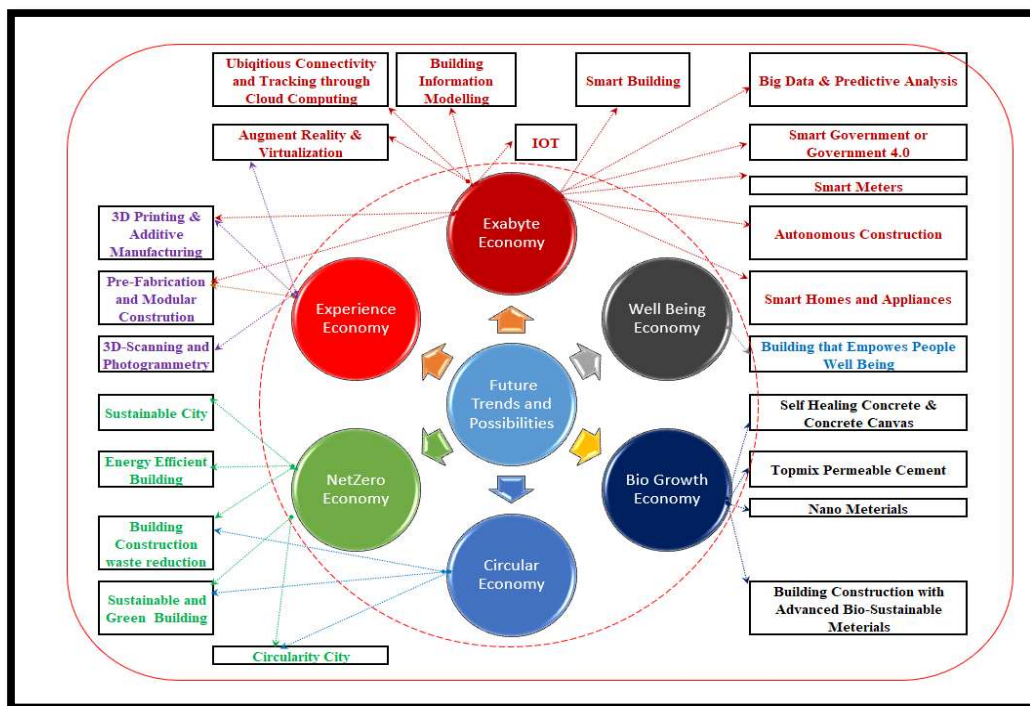 Ubiqitious Connectivity
and Tracking through
Cloud Computing
Building
Information
Modelling
Smart Building
Big Data & Predictive Analysis
Augment Reality &
Virtualization
IOT
Smart Government or
Government 4.0
Smart Meters
3D Printing &
Additive
Manufacturing
Exabyte
Economy
Autonomous Construction
Pre-Fabrication
and Modular
Constrution
Experience
Economy
Well Being
Economy
Smart Homes and Appliances
3D-Scanning and
Photogrammetry
Building that Empowes People
Well Being
Future
Trends and
Possibilities
Sustainable City
Self Healing Concrete &
Concrete Canvas
Energy Efficient
Building
NetZero
Economy
Bio Growth
Economy
Topmix Permeable Cement
Nano Meterials
Building
Construction
waste reduction
Circular
Economy
Sustainable and
Green Building
Building Construction with
Advanced Bio-Sustainable
Meterials
Circularity City